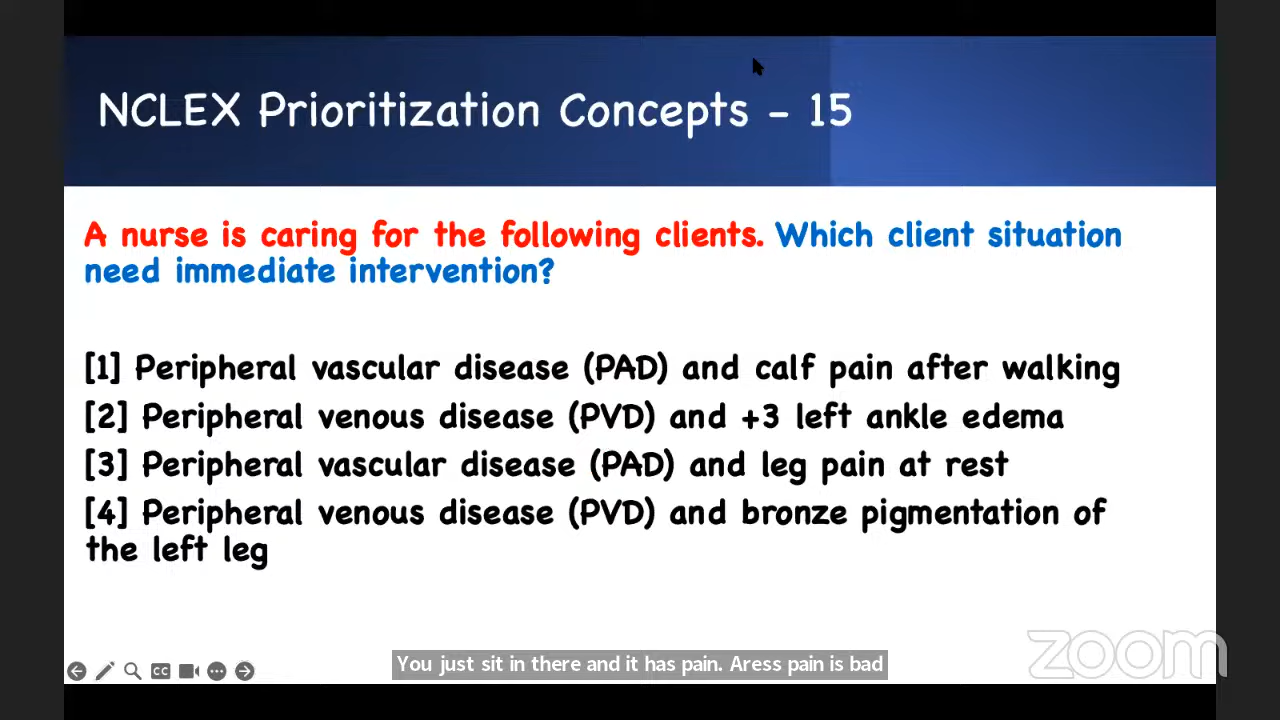 NCLEX Prioritization Concepts - 15
A nurse is caring for the following clients. Which client situation
need immediate intervention?
[1] Peripheral vascular disease (PAD) and calf pain after walking
[2] Peripheral venous disease (PVD) and +3 left ankle edema
[3] Peripheral vascular disease (PAD) and leg pain at rest
[4] Peripheral venous disease (PVD) and bronze pigmentation of
the left leg
CC
You just sit in there and it has pain. Aress pain is bad
zoom